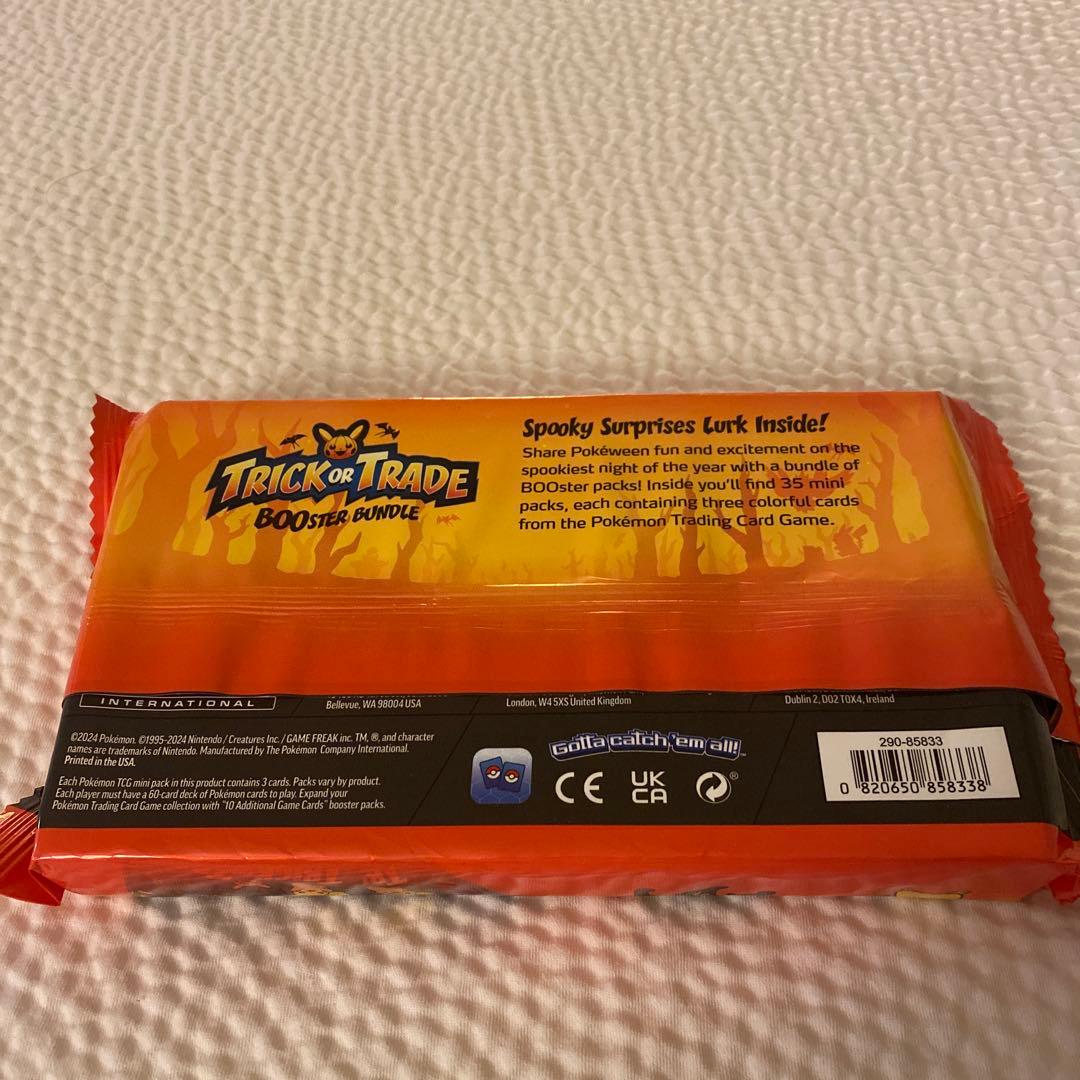 TRICK OR TRADE
BOOSTER BUNDLE
Spooky Surprises Lurk Inside!
Share Pokéween fun and excitement on the
spookiest night of the year with a bundle of
BOOster packs! Inside you'll find 35 mini
packs, each containing three colorful cards
from the Pokémon Trading Card Game.
INTERNATIONAL
Bellevue, WA 98004 USA
London, W4 5XS United Kingdom
Dublin 2, D02 T0X4, Ireland
©2024 Pokémon. ©1995-2024 Nintendo / Creatures Inc. / GAME FREAK inc. TM, ®, and character
names are trademarks of Nintendo. Manufactured by The Pokémon Company International.
Printed in the USA.
Each Pokémon TCG mini pack in this product contains 3 cards. Packs vary by product.
Each player must have a 60-card deck of Pokémon cards to play. Expand your
Pokémon Trading Card Game collection with "10 Additional Game Cards" booster packs.
Gotta catch 'em all!™
CE
UK
CA
®
290-85833
0 820650 858338